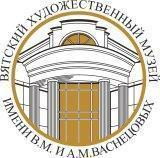 ВЯТСКИЙ ХУДОЖЕСТВЕННЫЙ МУЗЕЙ
ИМЕНИ В.М. И А.М.ВАСНЕЦОВЫХ